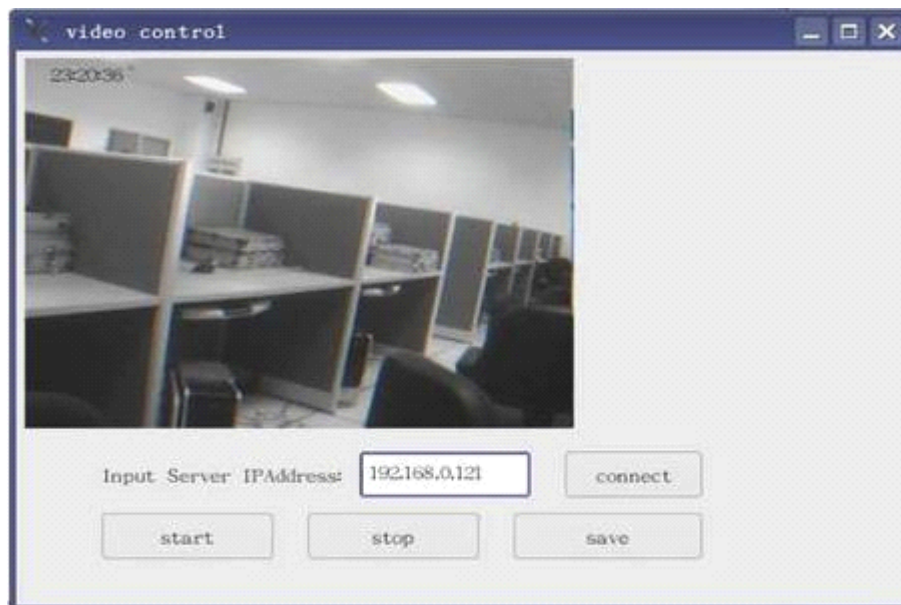 video control
23:20:36
Input Server IPAddress: 192.168.0.121 connect
start stop save